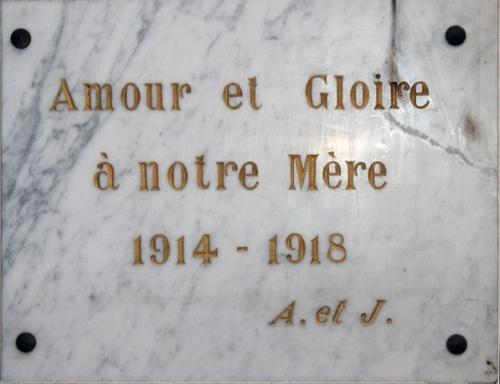 Amour et Gloire
à notre Mère
1914 - 1918
A. et J.